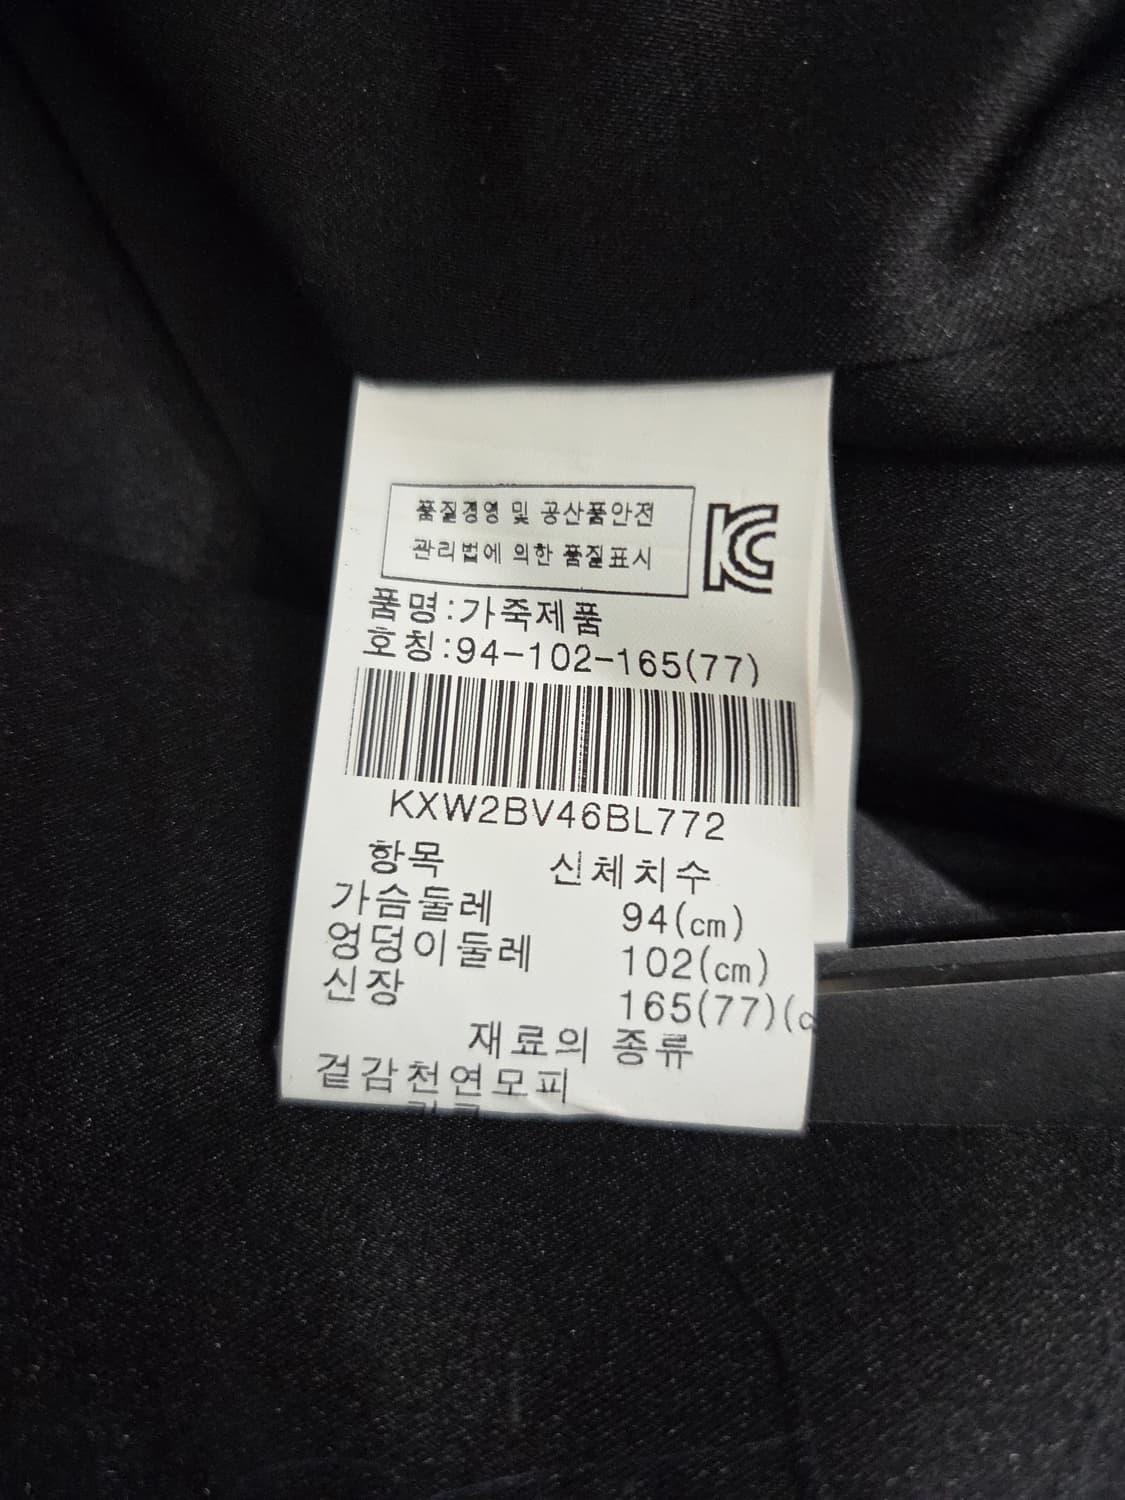 품질경영 및 공산품안전
관리법에 의한 품질표시
KC
품명:가죽제품
호칭:94-102-165(77)
KXW2BV46BL772
항목 신체치수
가슴둘레 94(cm)
엉덩이둘레 102(cm)
신장 165(77)(c
재료의 종류
겉감천연모피